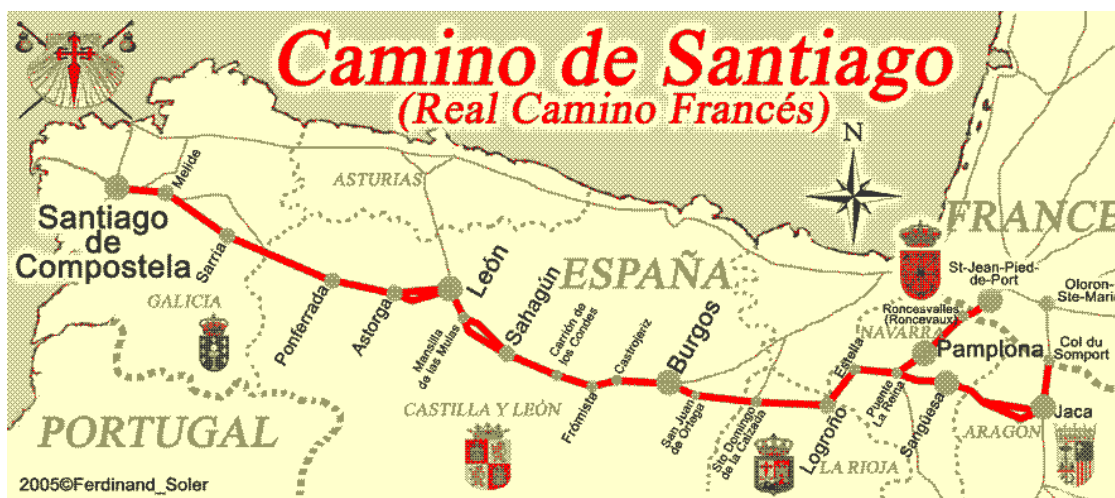 Camino de Santiago
(Real Camino Francés)
N
ASTURIAS
FRANCE
Melide
Santiago
de
Compostela
Sarria
GALICIA
León
ESPAÑA
St-Jean-Pied-
de-Port
Roncesvalles
(Roncevaux)
Oloron-
Ste-Marie
NAVARRA
Pamplona
Col du
Somport
Ponferrada
Astorga
Mansilla
de las Mulas
Sahagún
Carrión de
los Condes
Castrojeriz
Burgos
Estella
Puente
La Reina
Sangüesa
Jaca
ARAGON
CASTILLA Y LEÓN
Frómista
San Juan
de Ortega
Sto Domingo
de la Calzada
Logroño
LA RIOJA
PORTUGAL
2005©Ferdinand_Soler